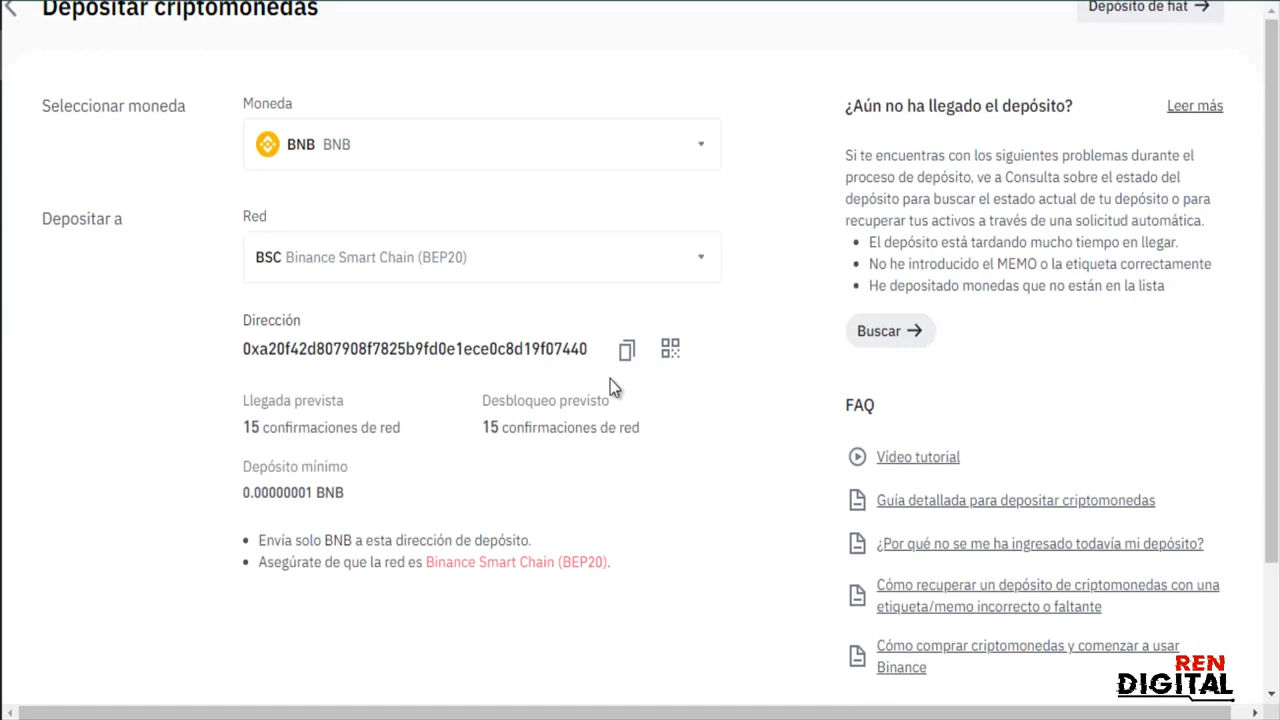 Depositar criptomonedas
Depósito de fiat
Seleccionar moneda
Moneda
BNB BNB
Depositar a
Red
BSC Binance Smart Chain (BEP20)
Dirección
0xa20f42d807908f7825b9fd0e1ece0c8d19f07440
Llegada prevista
15 confirmaciones de red
Desbloqueo previsto
15 confirmaciones de red
Depósito mínimo
0.00000001 BNB
Envía solo BNB a esta dirección de depósito.
Asegúrate de que la red es Binance Smart Chain (BEP20).
¿Aún no ha llegado el depósito?
Leer más
Si te encuentras con los siguientes problemas durante el
proceso de depósito, ve a Consulta sobre el estado del
depósito para buscar el estado actual de tu depósito o para
recuperar tus activos a través de una solicitud automática.
El depósito está tardando mucho tiempo en llegar.
No he introducido el MEMO o la etiqueta correctamente
He depositado monedas que no están en la lista
Buscar
FAQ
Vídeo tutorial
Guía detallada para depositar criptomonedas
¿Por qué no se me ha ingresado todavía mi depósito?
Cómo recuperar un depósito de criptomonedas con una
etiqueta/memo incorrecto o faltante
Cómo comprar criptomonedas y comenzar a usar
Binance
REN
DIGITAL